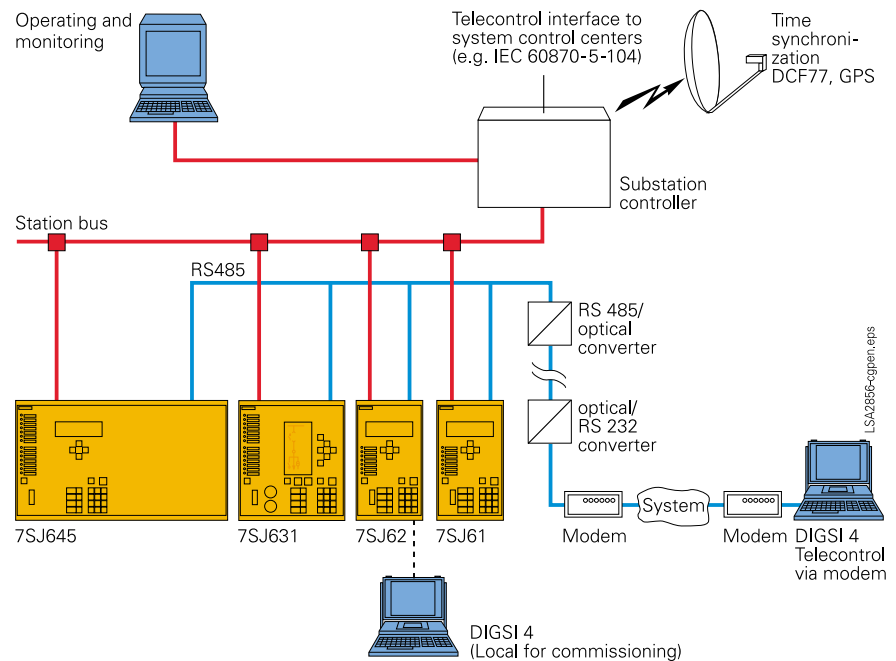 Operating and
monitoring
Telecontrol interface to
system control centers
(e.g. IEC 60870-5-104)
Time
synchroni-
zation
DCF77, GPS
Substation
controller
Station bus
RS485
RS 485/
optical
converter
optical/
RS 232
converter
LSA2856-cgpen.eps
7SJ645
7SJ631
7SJ62
7SJ61
Modem
System
Modem
DIGSI 4
Telecontrol
via modem
DIGSI 4
(Local for commissioning)